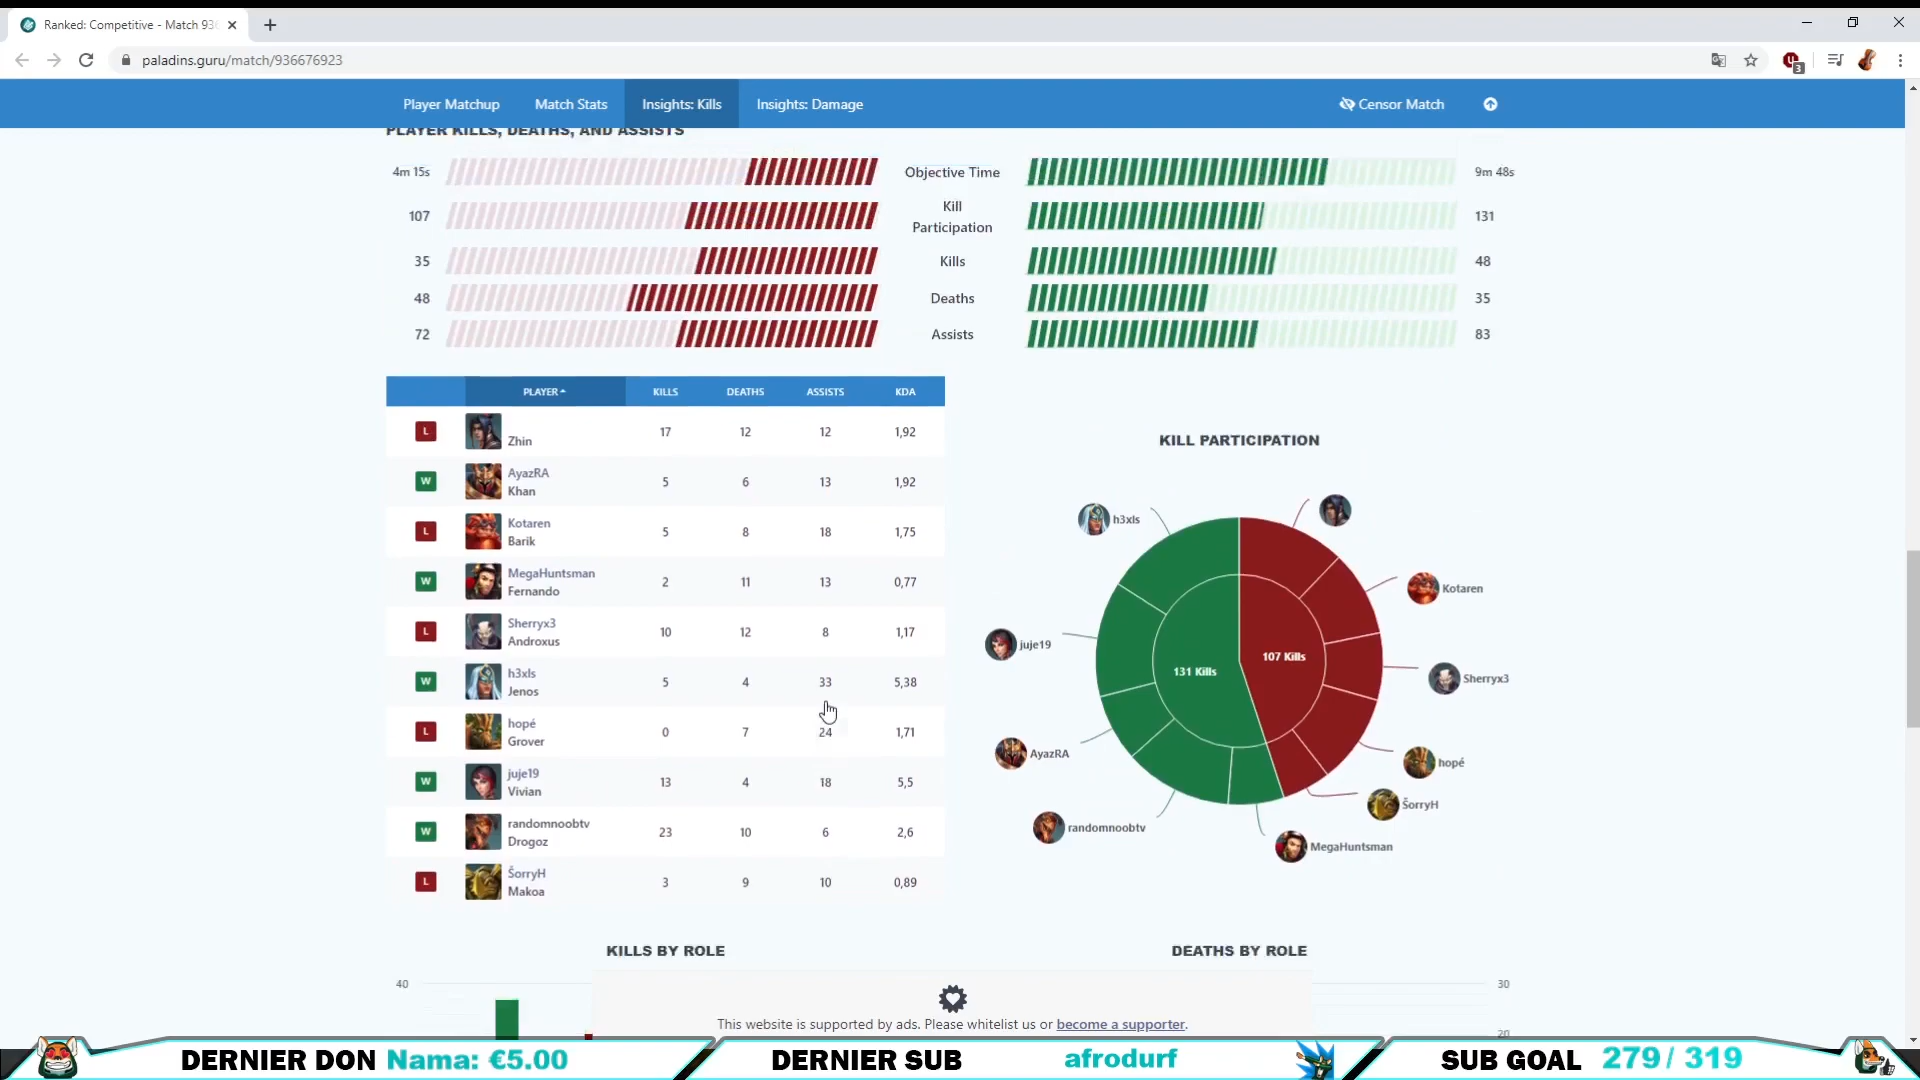 Ranked: Competitive - Match 93
paladins.guru/match/936676923
3
Player Matchup
Match Stats
Insights: Kills
Insights: Damage
Censor Match
PLAYER KILLS, DEATHS, AND ASSISTS
4m 15s Objective Time 9m 48s
107 Kill Participation 131
35 Kills 48
48 Deaths 35
72 Assists 83
PLAYER KILLS DEATHS ASSISTS KDA
L Zhin 17 12 12 1,92
W AyazRA Khan 5 6 13 1,92
L Kotaren Barik 5 8 18 1,75
W MegaHuntsman Fernando 2 11 13 0,77
L Sherryx3 Androxus 10 12 8 1,17
W h3xls Jenos 5 4 33 5,38
L hopé Grover 0 7 24 1,71
W juje19 Vivian 13 4 18 5,5
W randomnoobtv Drogoz 23 10 6 2,6
L ŠorryH Makoa 3 9 10 0,89
KILL PARTICIPATION
h3xls
Kotaren
juje19
131 Kills
107 Kills
Sherryx3
AyazRA
hopé
ŠorryH
randomnoobtv
MegaHuntsman
KILLS BY ROLE
DEATHS BY ROLE
40
30
20
This website is supported by ads. Please whitelist us or become a supporter.
DERNIER DON Nama: €5.00
DERNIER SUB afrodurf
SUB GOAL 279 / 319